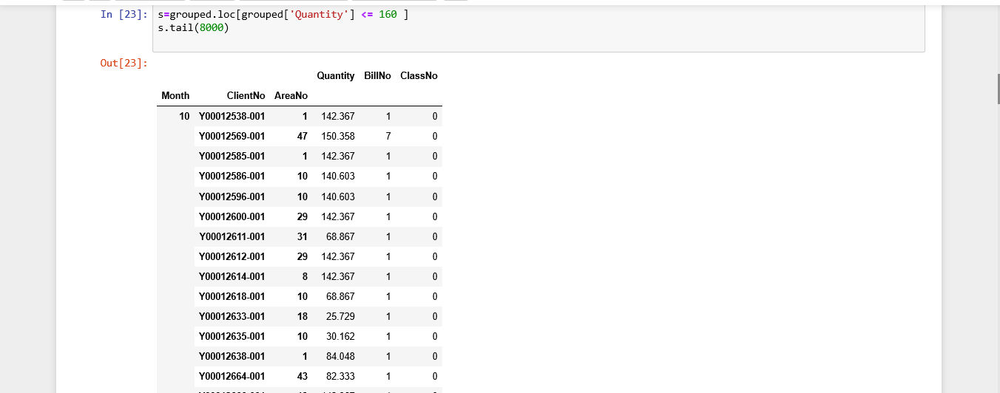 In [23]: s=grouped.loc[grouped['Quantity'] <= 160 ]
s.tail(8000)
Out[23]:
Quantity BillNo ClassNo
Month ClientNo AreaNo
10 Y00012538-001 1 142.367 1 0
Y00012569-001 47 150.358 7 0
Y00012585-001 1 142.367 1 0
Y00012586-001 10 140.603 1 0
Y00012596-001 10 140.603 1 0
Y00012600-001 29 142.367 1 0
Y00012611-001 31 68.867 1 0
Y00012612-001 29 142.367 1 0
Y00012614-001 8 142.367 1 0
Y00012618-001 10 68.867 1 0
Y00012633-001 18 25.729 1 0
Y00012635-001 10 30.162 1 0
Y00012638-001 1 84.048 1 0
Y00012664-001 43 82.333 1 0